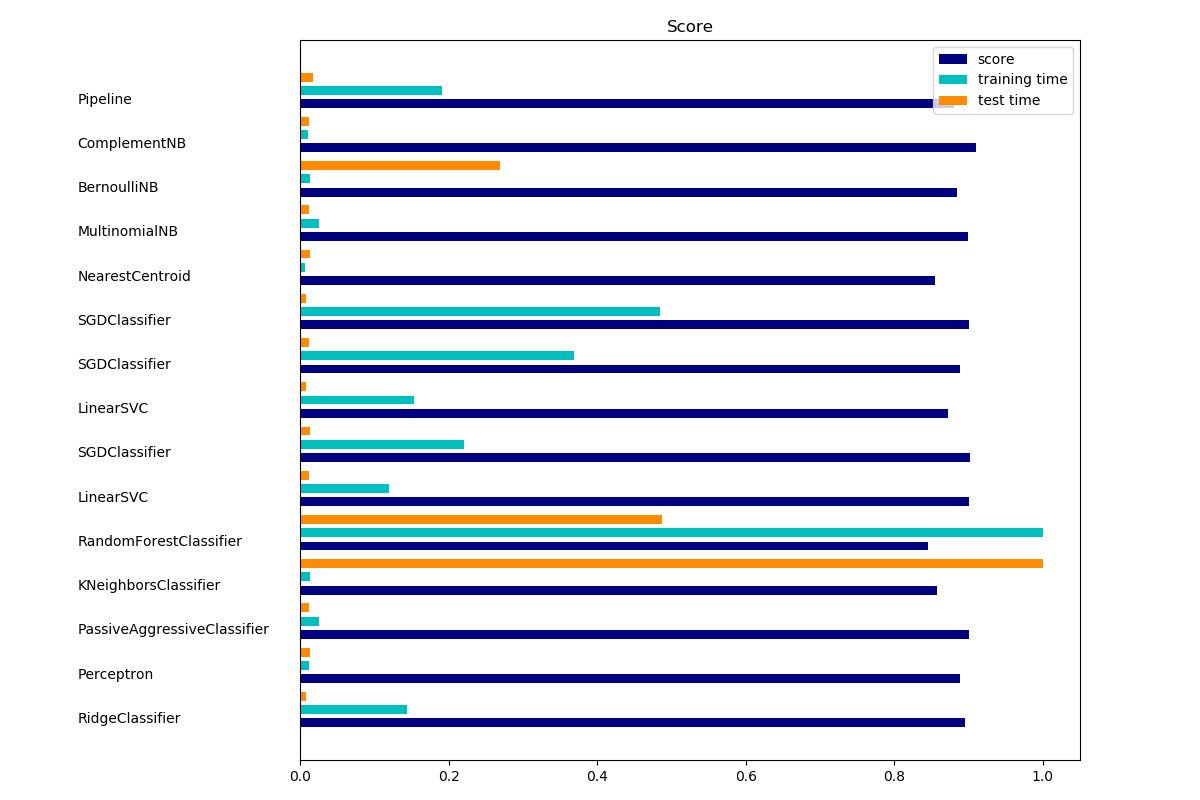 Score
score
training time
test time
Pipeline
ComplementNB
BernoulliNB
MultinomialNB
NearestCentroid
SGDClassifier
SGDClassifier
LinearSVC
SGDClassifier
LinearSVC
RandomForestClassifier
KNeighborsClassifier
PassiveAggressiveClassifier
Perceptron
RidgeClassifier
0.0 0.2 0.4 0.6 0.8 1.0